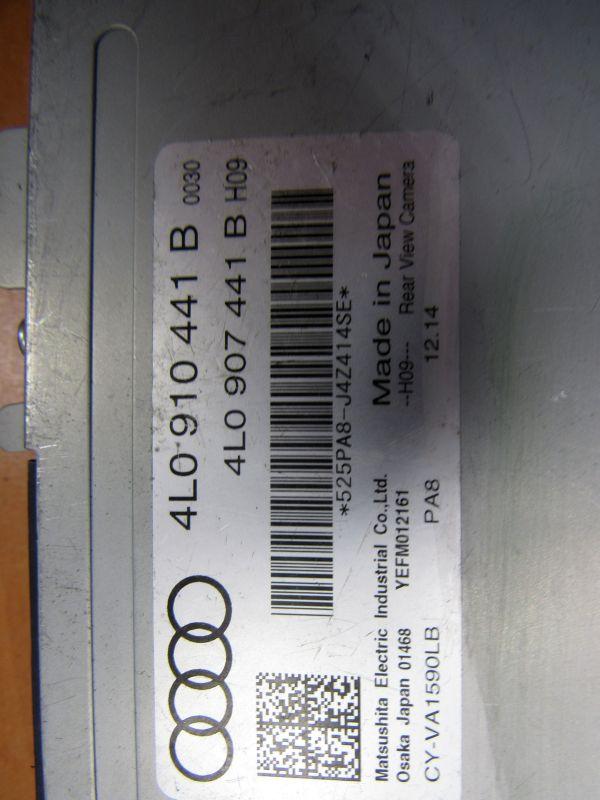 4L0 910 441 B 0030
4L0 907 441 B H09
*525PA8-J4Z414SE*
Matsushita Electric Industrial Co.,Ltd. Made in Japan
Osaka Japan 01468 YEFM012161 --H09--- Rear View Camera
CY-VA1590LB PA8 12.14